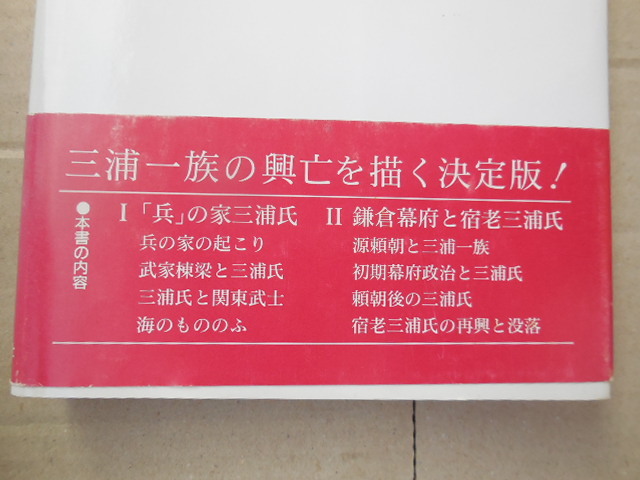 三浦一族の興亡を描く決定版!
●本書の内容
I「兵」の家三浦氏
兵の家の起こり
武家棟梁と三浦氏
三浦氏と関東武士
海のもののふ
II 鎌倉幕府と宿老三浦氏
源頼朝と三浦一族
初期幕府政治と三浦氏
頼朝後の三浦氏
宿老三浦氏の再興と没落